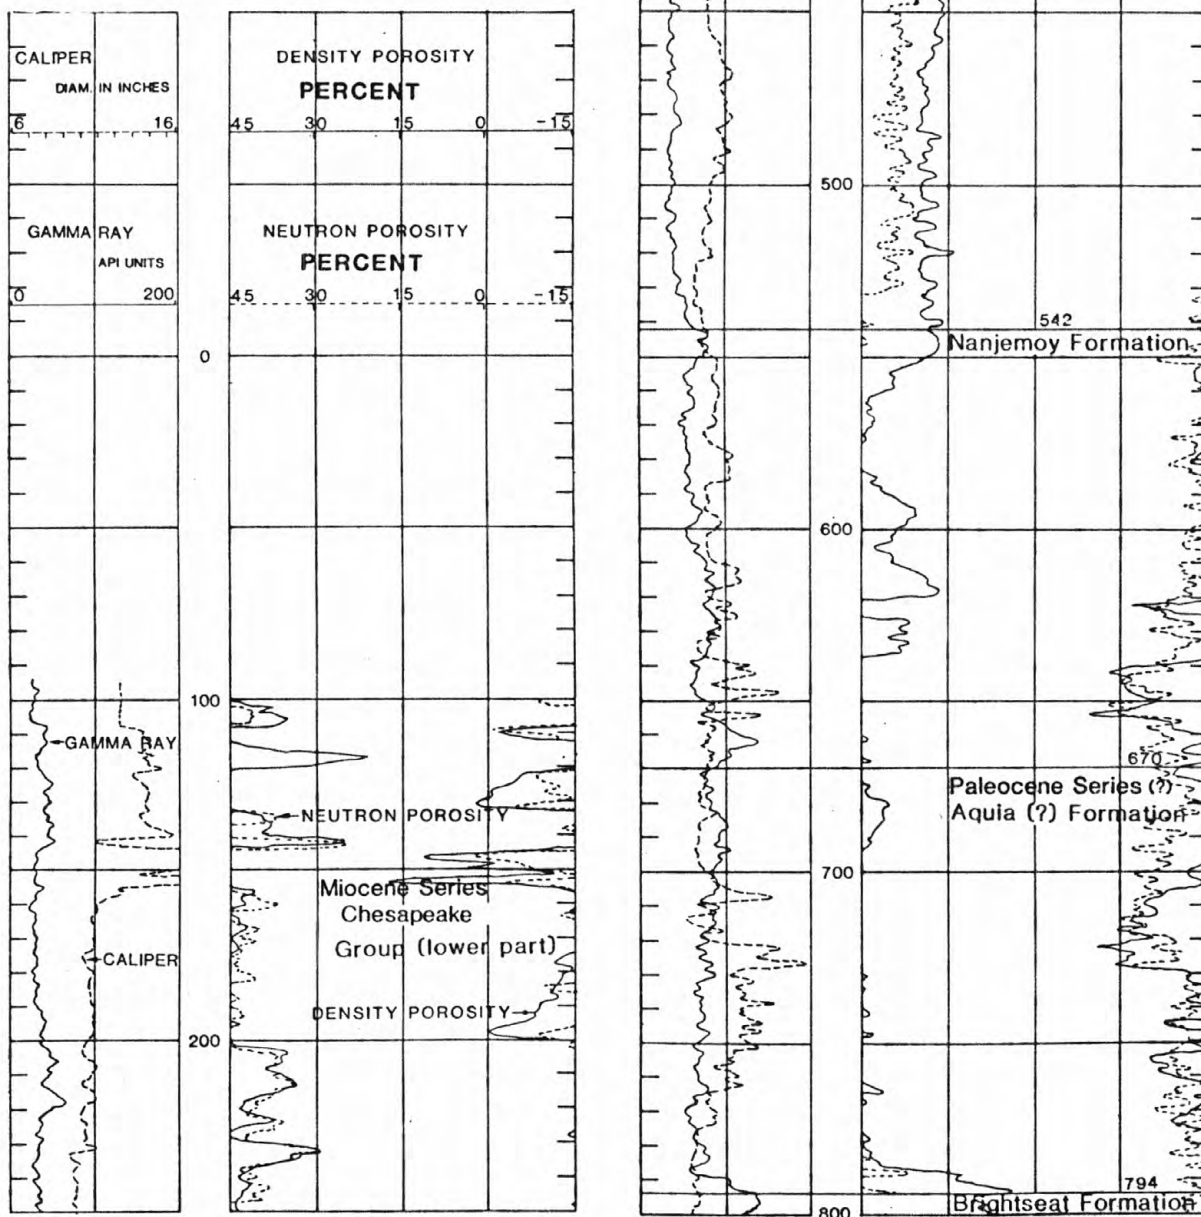 CALIPER
DIAM. IN INCHES
6 16
DENSITY POROSITY
PERCENT
45 30 15 0 -15
GAMMA RAY
API UNITS
0 200
NEUTRON POROSITY
PERCENT
45 30 15 0 -15
0
100
GAMMA RAY
NEUTRON POROSITY
Miocene Series
Chesapeake
Group (lower part)
CALIPER
DENSITY POROSITY
200
500
542
Nanjemoy Formation
600
670
Paleocene Series (?)
Aquia (?) Formation
700
794
Brightseat Formation
800